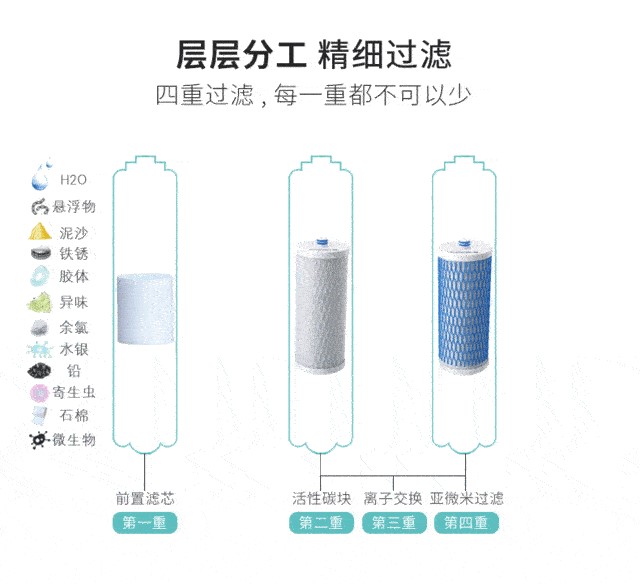 层层分工 精细过滤
四重过滤，每一重都不可以少
H2O
悬浮物
泥沙
铁锈
胶体
异味
余氯
水银
铅
寄生虫
石棉
微生物
前置滤芯
第一重
活性碳块
第二重
离子交换
第三重
亚微米过滤
第四重